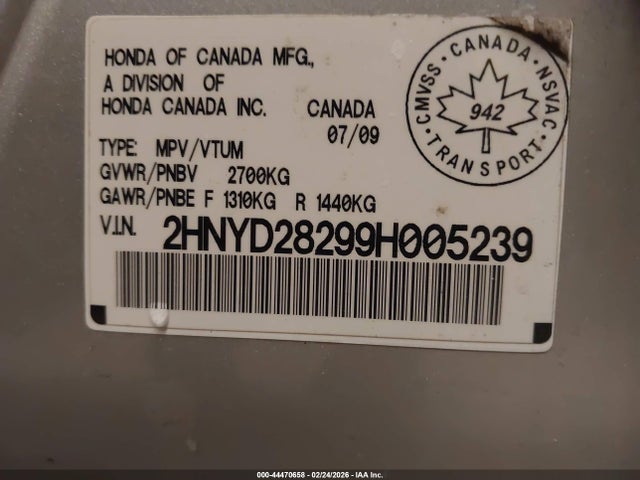 HONDA OF CANADA MFG.,
A DIVISION OF
HONDA CANADA INC. CANADA
07/09
TYPE: MPV/VTUM
GVWR/PNBV 2700KG
GAWR/PNBE F 1310KG R 1440KG
V.I.N. 2HNYD28299H005239
CMVSS · CANADA · NSVAC
942
TRANSPORT
000-44470658 - 02/24/2026 - IAA Inc.